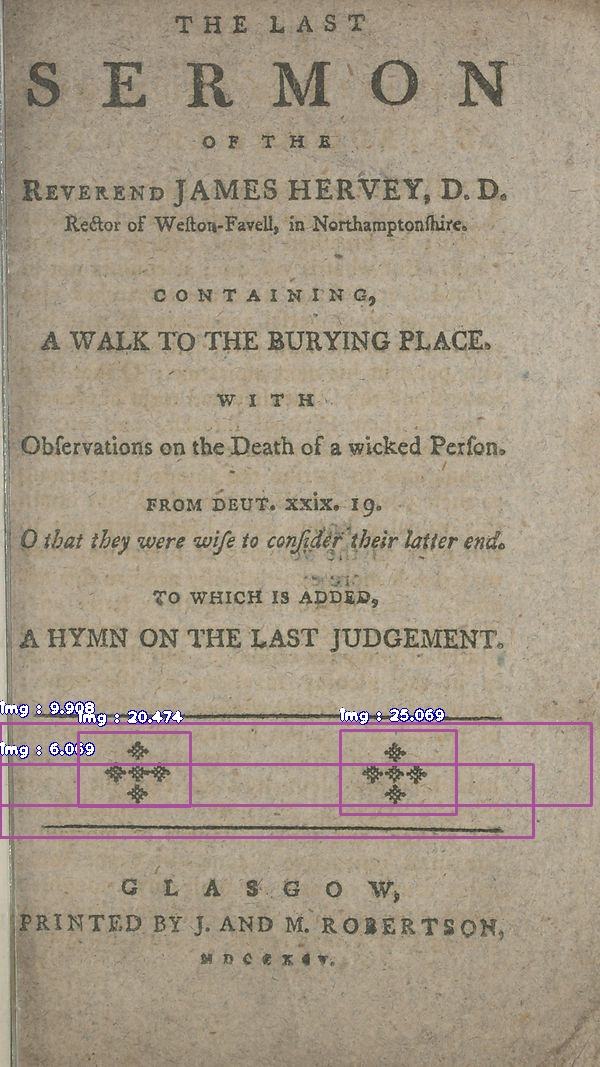 THE LAST
SERMON
OF THE
REVEREND JAMES HERVEY, D. D.
Rector of Weſton-Favell, in Northamptonſhire.
CONTAINING,
A WALK TO THE BURYING PLACE.
WITH
Obſervations on the Death of a wicked Perſon.
FROM DEUT. XXIX. 19.
O that they were wiſe to conſider their latter end.
TO WHICH IS ADDED,
A HYMN ON THE LAST JUDGEMENT.
img : 9.908
img : 20.474
img : 25.069
img :
GLASGOW,
PRINTED BY J. AND M. ROBERTSON,
MDCCXCV.